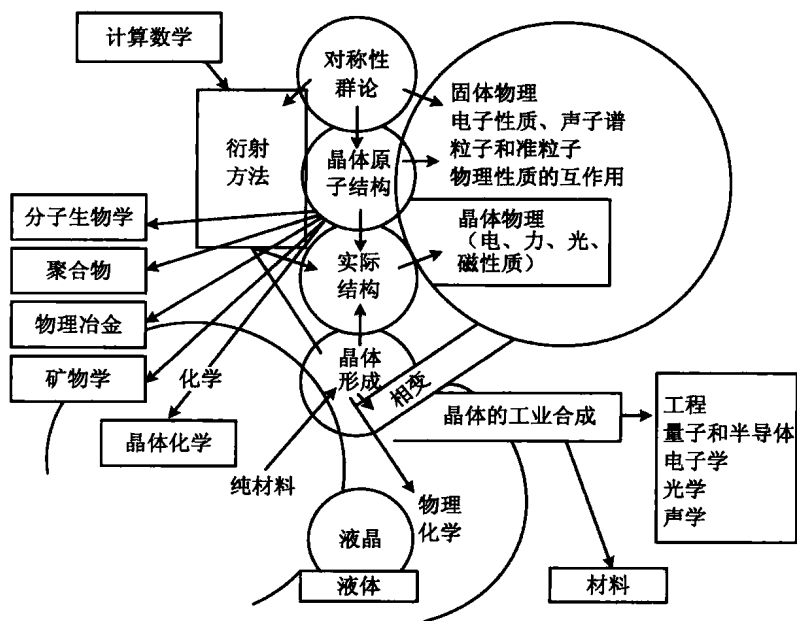 计算数学
对称性
群论
固体物理
电子性质、声子谱
粒子和准粒子
物理性质的互作用
衍射
方法
晶体原
子结构
分子生物学
聚合物
物理冶金
矿物学
晶体物理
（电、力、光、
磁性质）
实际
结构
晶体
形成
相变
化学
晶体化学
纯材料
晶体的工业合成
工程
量子和半导体
电子学
光学
声学
物理
化学
液晶
液体
材料